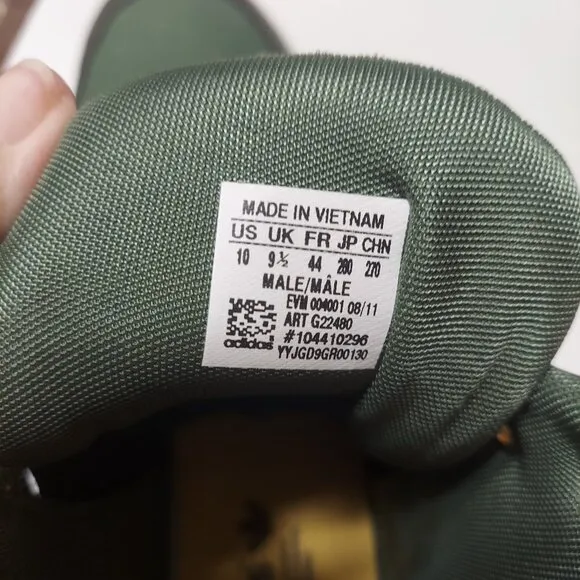 MADE IN VIETNAM
US UK FR JP CHN
10 9½ 44 280 270
MALE/MÂLE
EVM 004001 08/11
ART G22480
#104410296
adidas YYJGD9GR00130